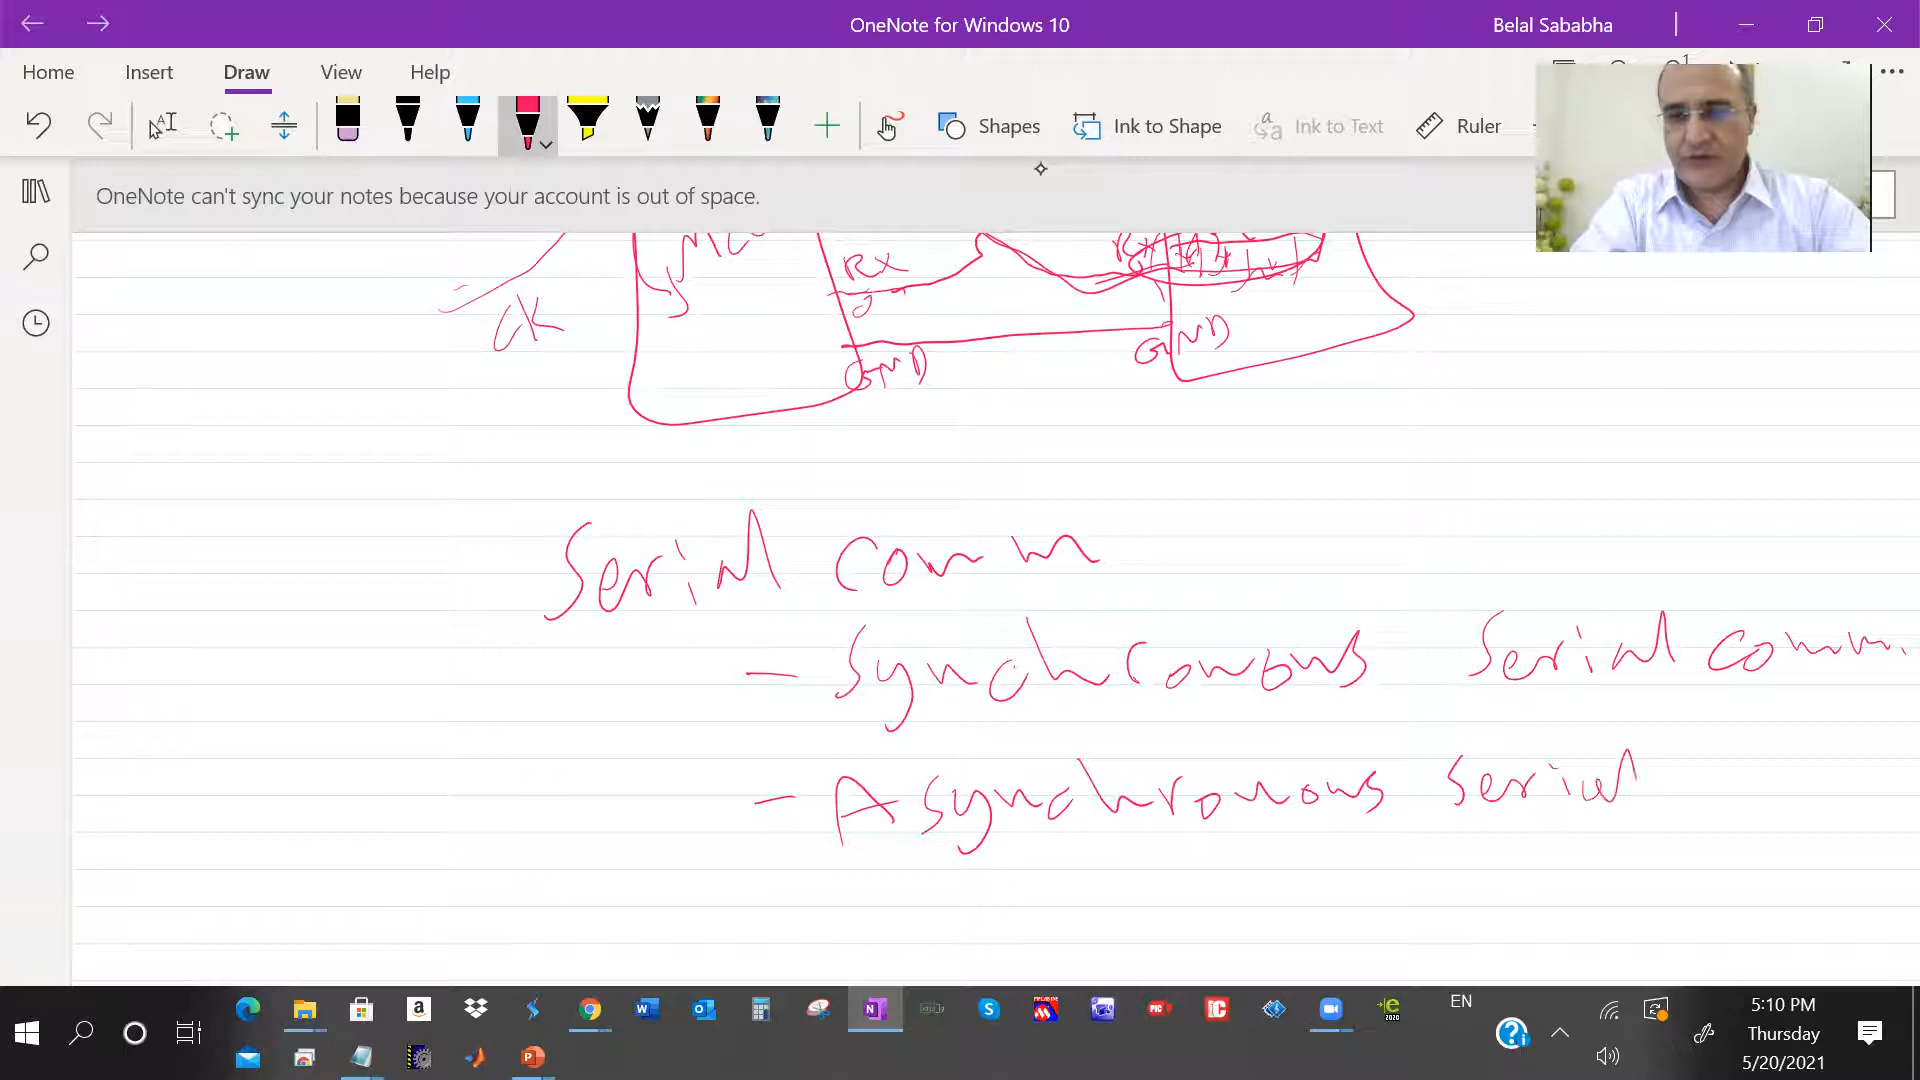 OneNote for Windows 10
Belal Sababha
Home Insert Draw View Help
Shapes Ink to Shape Ink to Text Ruler
OneNote can't sync your notes because your account is out of space.
RX
CLK
GND
GND
Serial comm
- Synchronous Serial comm.
- Asynchronous Serial
EN
5:10 PM
Thursday
5/20/2021